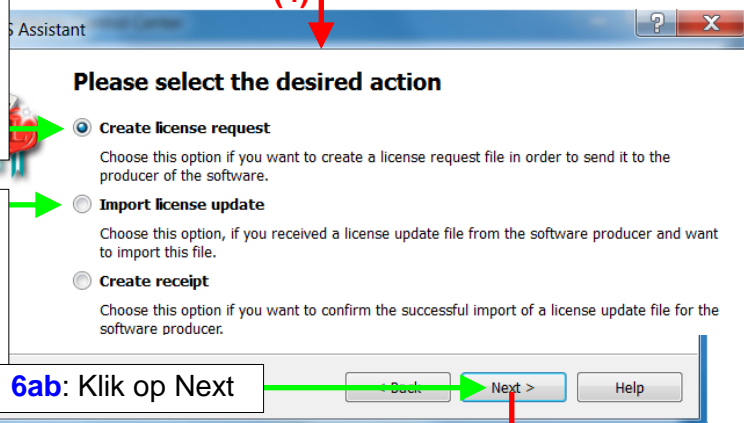 (4)
S Assistant
Please select the desired action
Create license request
Choose this option if you want to create a license request file in order to send it to the
producer of the software.
Import license update
Choose this option, if you received a license update file from the software producer and want
to import this file.
Create receipt
Choose this option if you want to confirm the successful import of a license update file for the
software producer.
6ab: Klik op Next
< Back
Next >
Help